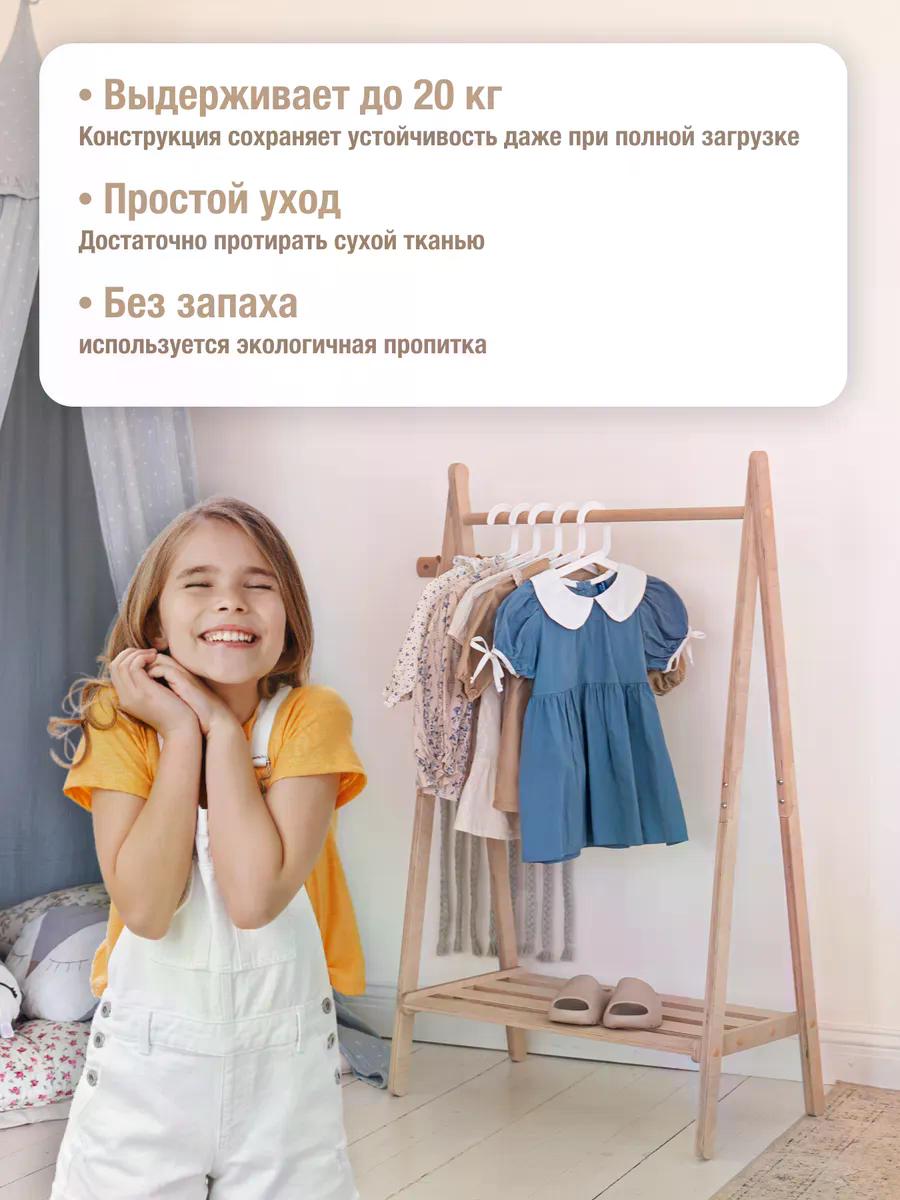 • Выдерживает до 20 кг
Конструкция сохраняет устойчивость даже при полной загрузке
• Простой уход
Достаточно протирать сухой тканью
• Без запаха
используется экологичная пропитка